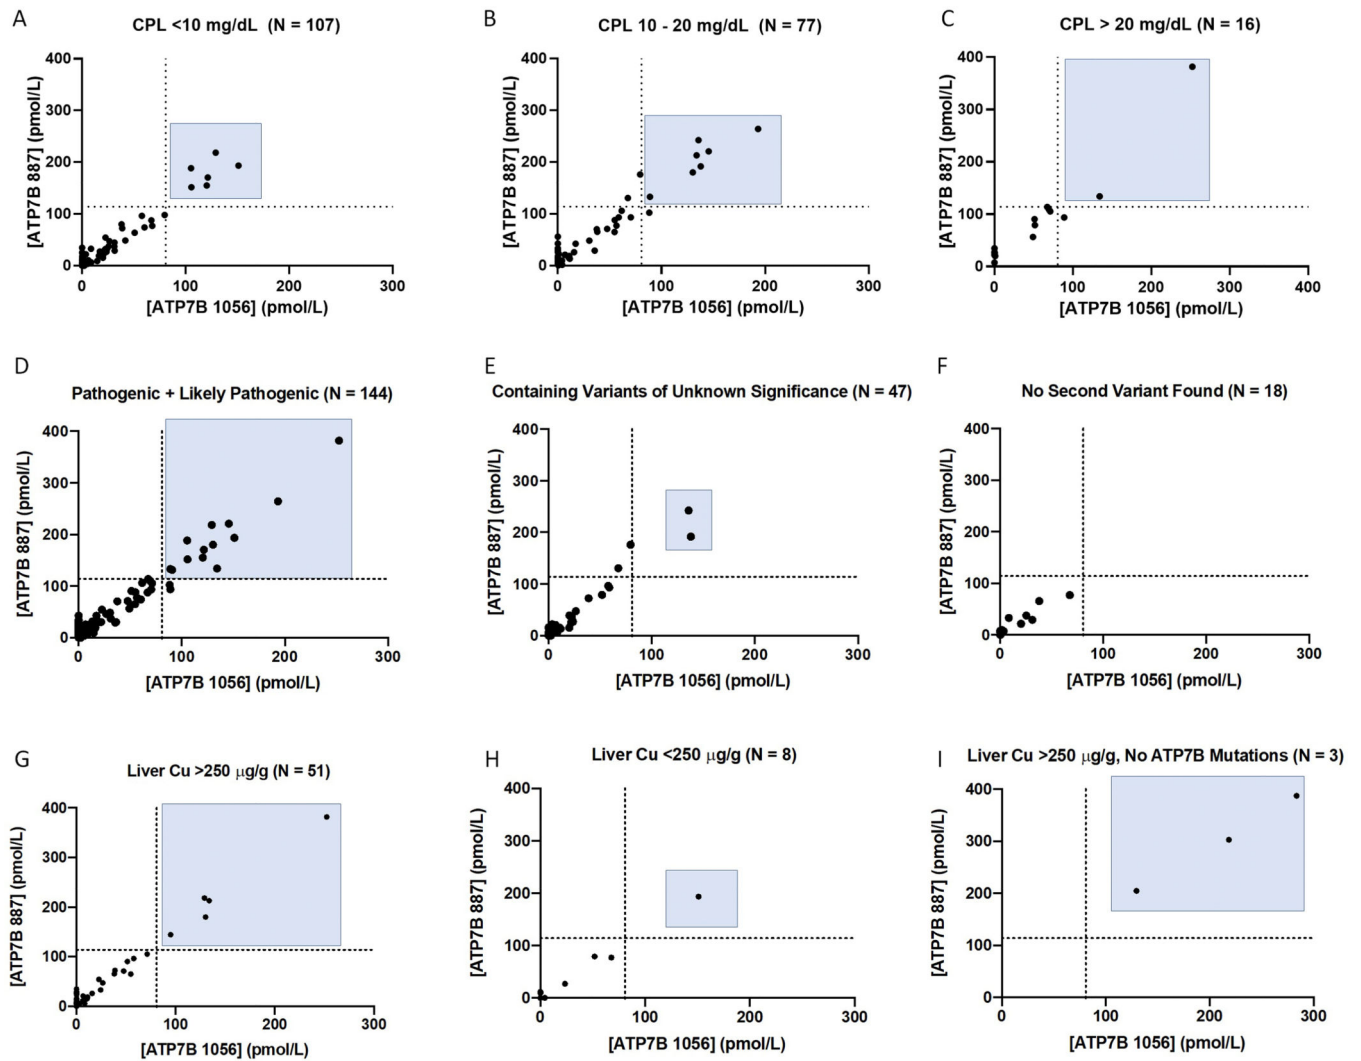 A
CPL <10 mg/dL (N = 107)
[ATP7B 887] (pmol/L)
400
300
200
100
0
0 100 200 300
[ATP7B 1056] (pmol/L)
B
CPL 10 - 20 mg/dL (N = 77)
[ATP7B 887] (pmol/L)
400
300
200
100
0
0 100 200 300
[ATP7B 1056] (pmol/L)
C
CPL > 20 mg/dL (N = 16)
[ATP7B 887] (pmol/L)
400
300
200
100
0
0 100 200 300 400
[ATP7B 1056] (pmol/L)
D
Pathogenic + Likely Pathogenic (N = 144)
[ATP7B 887] (pmol/L)
400
300
200
100
0
0 100 200 300
[ATP7B 1056] (pmol/L)
E
Containing Variants of Unknown Significance (N = 47)
[ATP7B 887] (pmol/L)
400
300
200
100
0
0 100 200 300
[ATP7B 1056] (pmol/L)
F
No Second Variant Found (N = 18)
[ATP7B 887] (pmol/L)
400
300
200
100
0
0 100 200 300
[ATP7B 1056] (pmol/L)
G
Liver Cu >250 μg/g (N = 51)
[ATP7B 887] (pmol/L)
400
300
200
100
0
0 100 200 300
[ATP7B 1056] (pmol/L)
H
Liver Cu <250 μg/g (N = 8)
[ATP7B 887] (pmol/L)
400
300
200
100
0
0 100 200 300
[ATP7B 1056] (pmol/L)
I
Liver Cu >250 μg/g, No ATP7B Mutations (N = 3)
[ATP7B 887] (pmol/L)
400
300
200
100
0
0 100 200 300
[ATP7B 1056] (pmol/L)